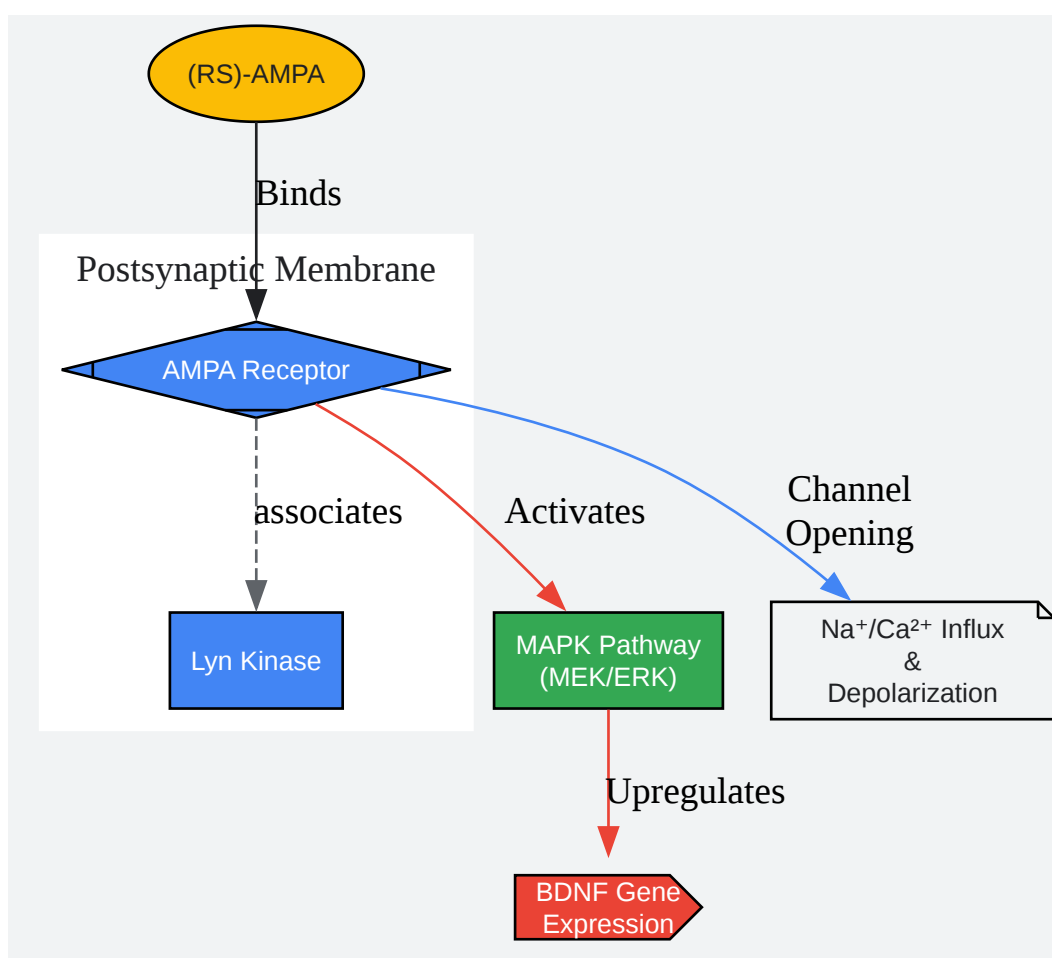 (RS)-AMPA
Binds
Postsynaptic Membrane
AMPA Receptor
associates
Activates
Channel
Opening
Lyn Kinase
MAPK Pathway
(MEK/ERK)
Na⁺/Ca²⁺ Influx
&
Depolarization
Upregulates
BDNF Gene
Expression